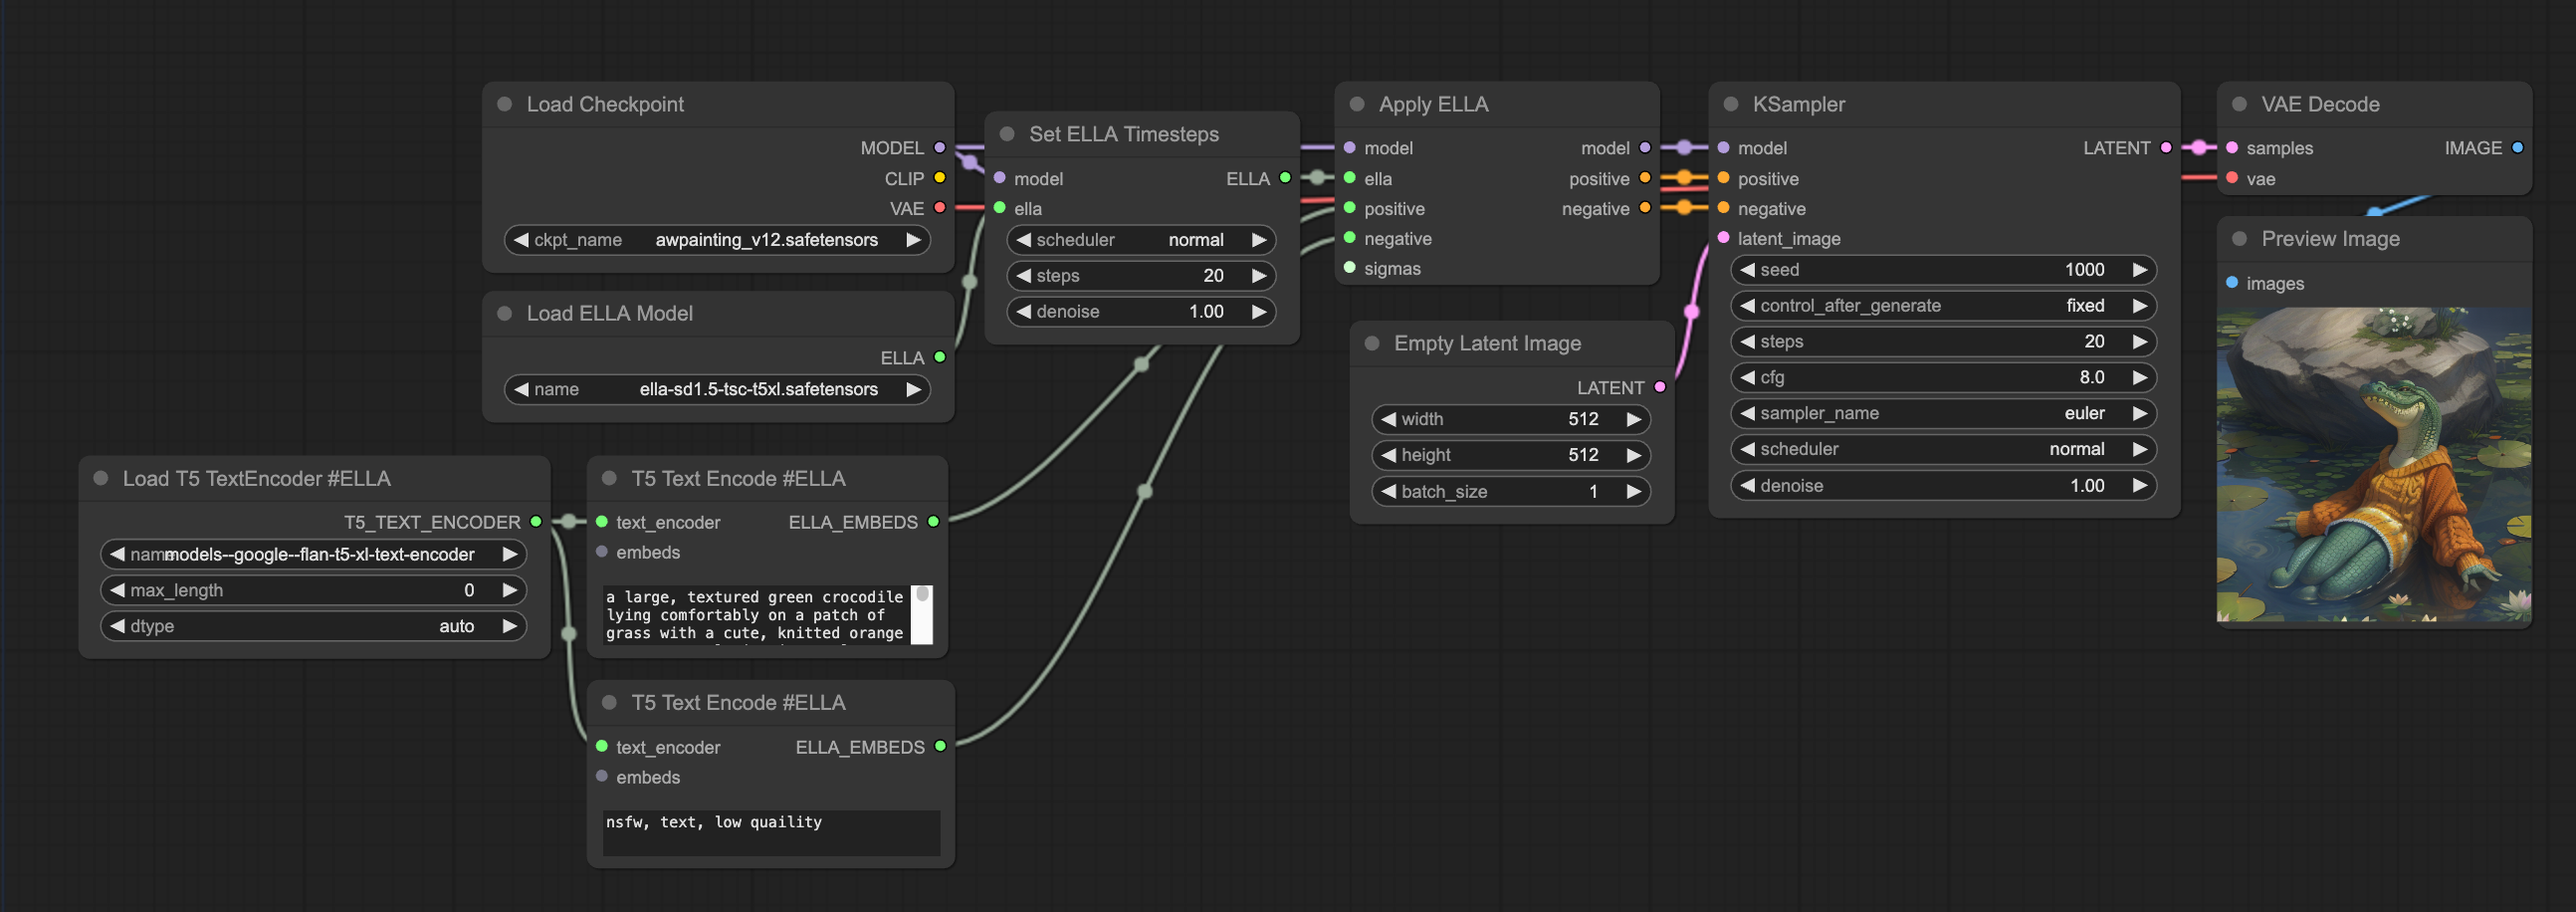 Load Checkpoint
MODEL
CLIP
VAE
ckpt_name awpainting_v12.safetensors
Load ELLA Model
ELLA
name ella-sd1.5-tsc-t5xl.safetensors
Load T5 TextEncoder #ELLA
T5_TEXT_ENCODER
models--google--flan-t5-xl-text-encoder
max_length 0
dtype auto
T5 Text Encode #ELLA
text_encoder ELLA_EMBEDS
embeds
a large, textured green crocodile
lying comfortably on a patch of
grass with a cute, knitted orange
T5 Text Encode #ELLA
text_encoder ELLA_EMBEDS
embeds
nsfw, text, low quaility
Set ELLA Timesteps
model ELLA
ella
scheduler normal
steps 20
denoise 1.00
Apply ELLA
model model
ella positive
positive negative
negative
sigmas
Empty Latent Image
LATENT
width 512
height 512
batch_size 1
KSampler
model LATENT
positive
negative
latent_image
seed 1000
control_after_generate fixed
steps 20
cfg 8.0
sampler_name euler
scheduler normal
denoise 1.00
VAE Decode
samples IMAGE
vae
Preview Image
images